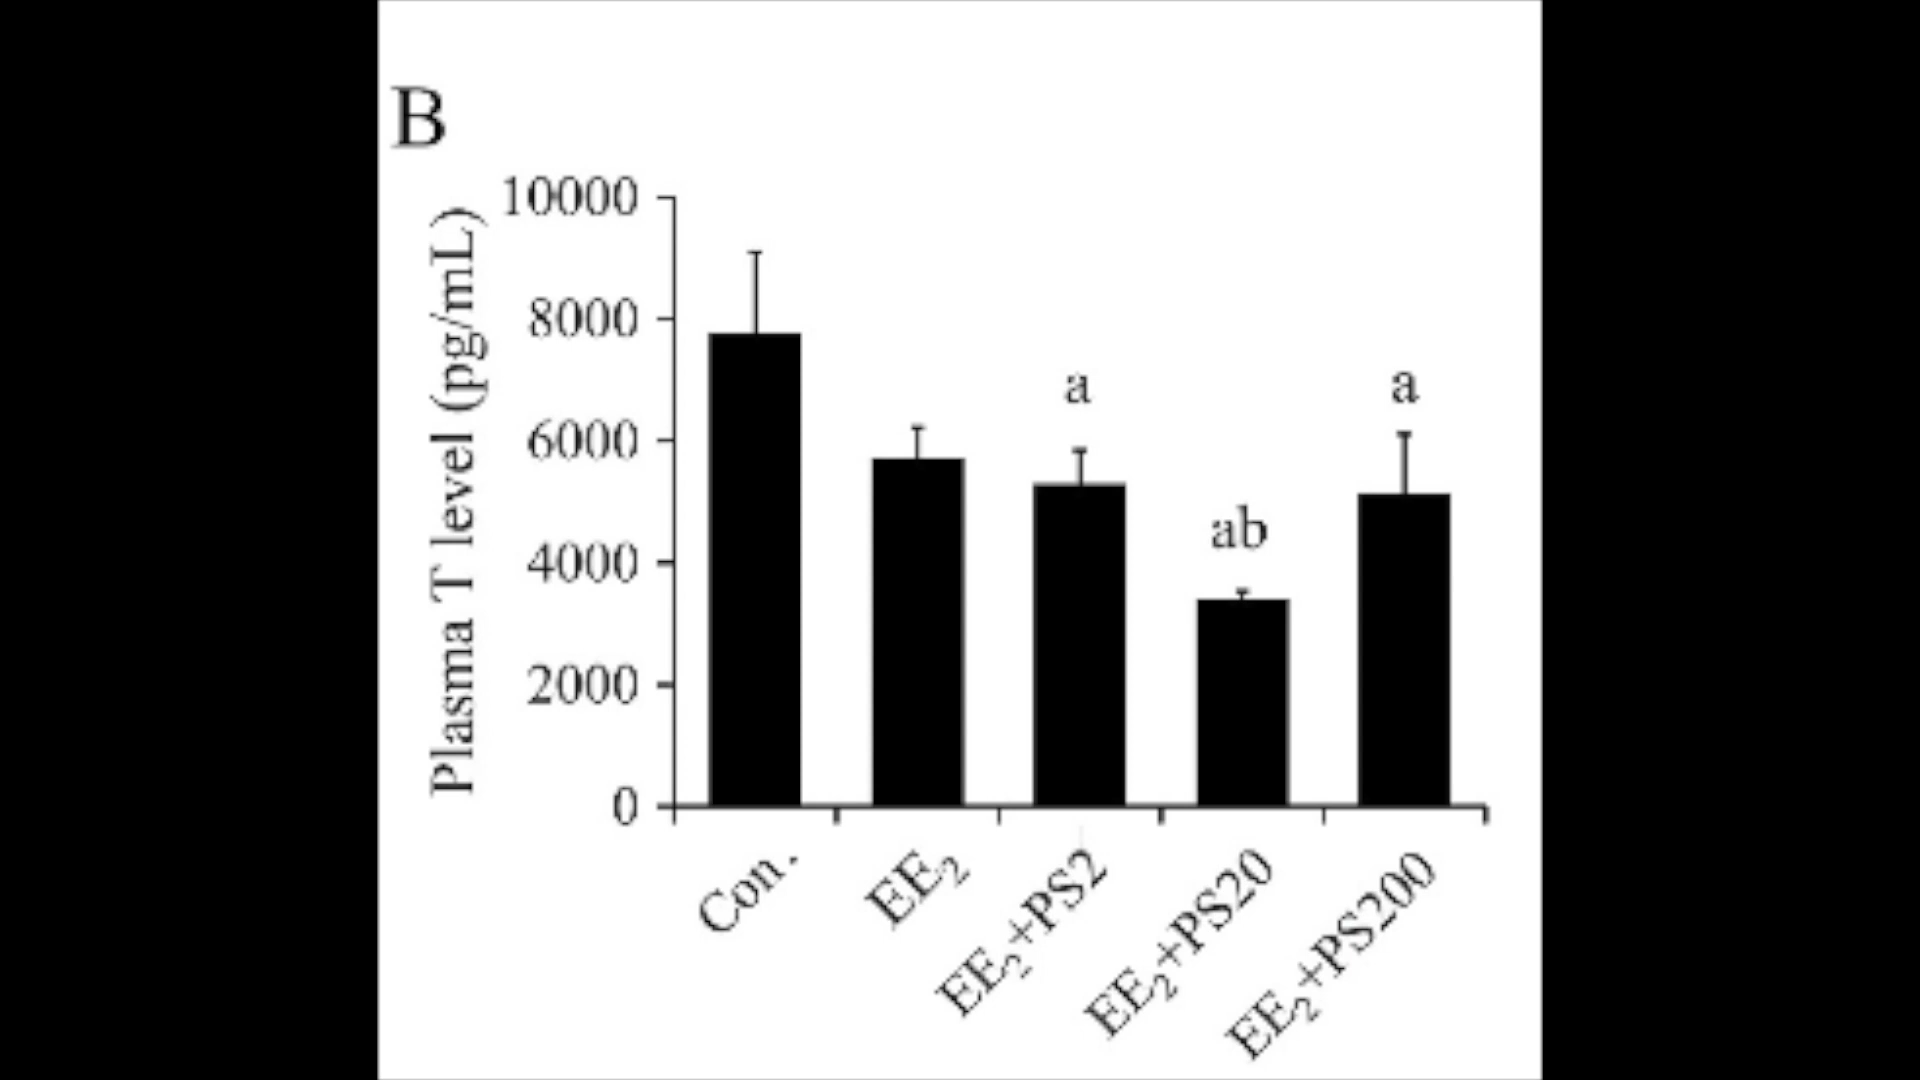 B
Plasma T level (pg/mL)
10000
8000
6000
4000
2000
0
a
ab
a
Con.
EE₂
EE₂+PS2
EE₂+PS20
EE₂+PS200